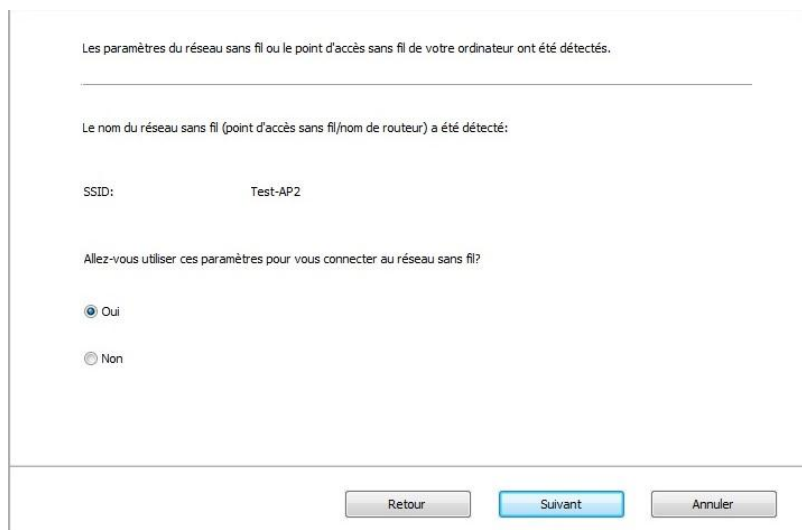 Les paramètres du réseau sans fil ou le point d'accès sans fil de votre ordinateur ont été détectés.
Le nom du réseau sans fil (point d'accès sans fil/nom de routeur) a été détecté:
SSID: Test-AP2
Allez-vous utiliser ces paramètres pour vous connecter au réseau sans fil?
Oui
Non
Retour Suivant Annuler